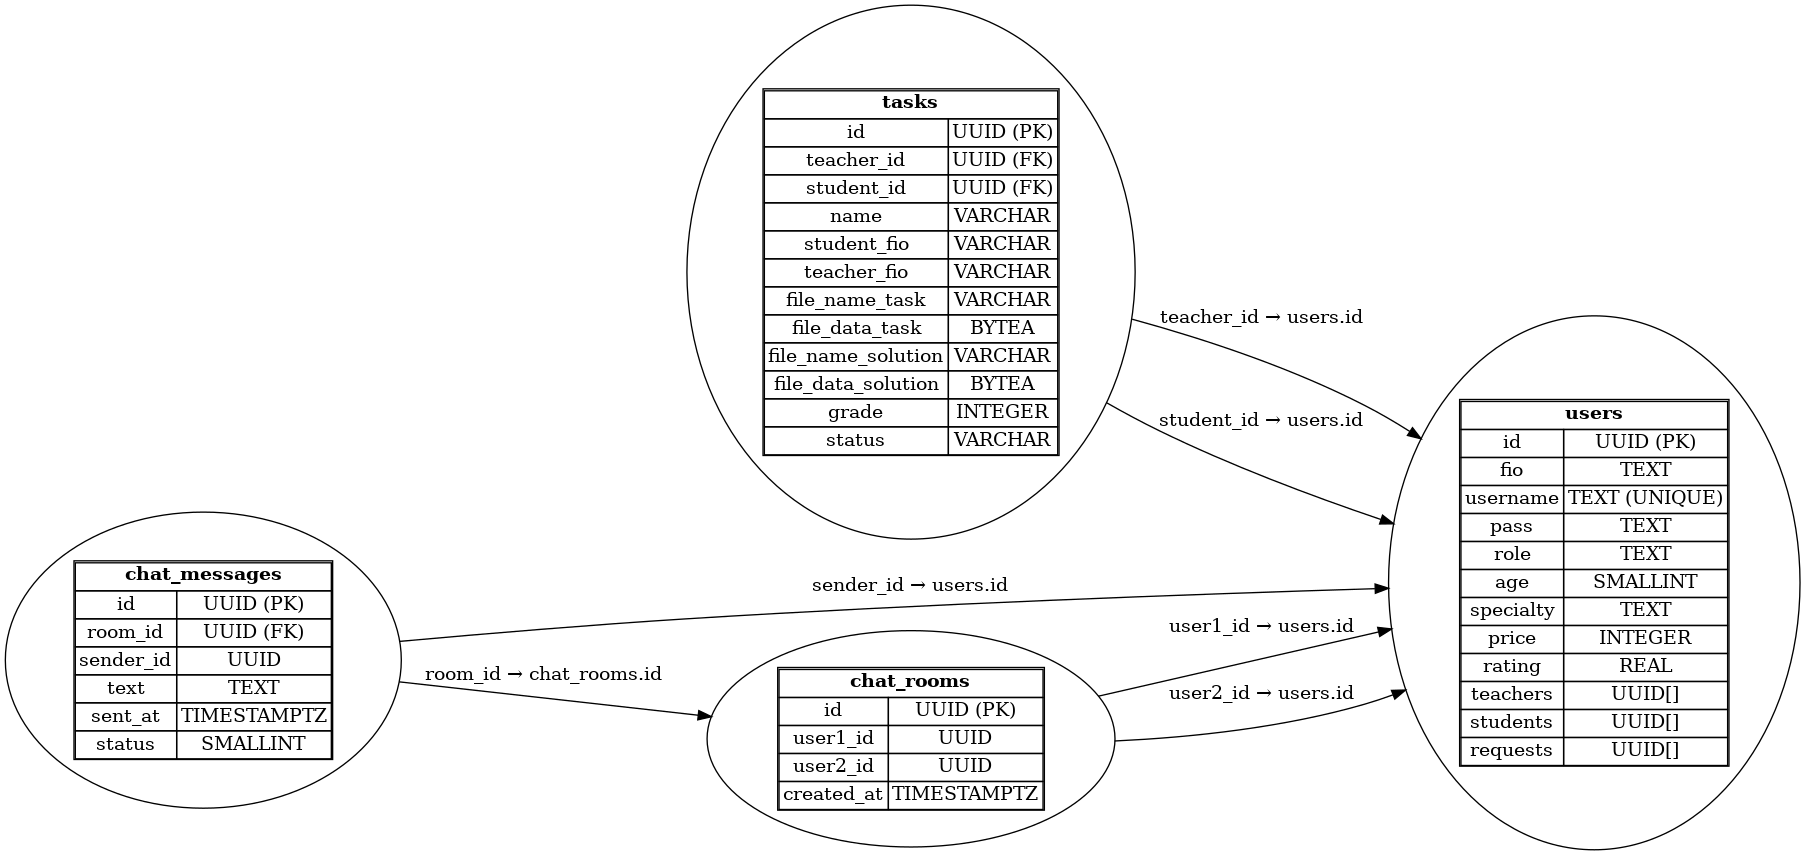 tasks
id UUID (PK)
teacher_id UUID (FK)
student_id UUID (FK)
name VARCHAR
student_fio VARCHAR
teacher_fio VARCHAR
file_name_task VARCHAR
file_data_task BYTEA
file_name_solution VARCHAR
file_data_solution BYTEA
grade INTEGER
status VARCHAR
teacher_id → users.id
student_id → users.id
users
id UUID (PK)
fio TEXT
username TEXT (UNIQUE)
pass TEXT
role TEXT
age SMALLINT
specialty TEXT
price INTEGER
rating REAL
teachers UUID[]
students UUID[]
requests UUID[]
chat_messages
id UUID (PK)
room_id UUID (FK)
sender_id UUID
text TEXT
sent_at TIMESTAMPTZ
status SMALLINT
sender_id → users.id
room_id → chat_rooms.id
user1_id → users.id
user2_id → users.id
chat_rooms
id UUID (PK)
user1_id UUID
user2_id UUID
created_at TIMESTAMPTZ